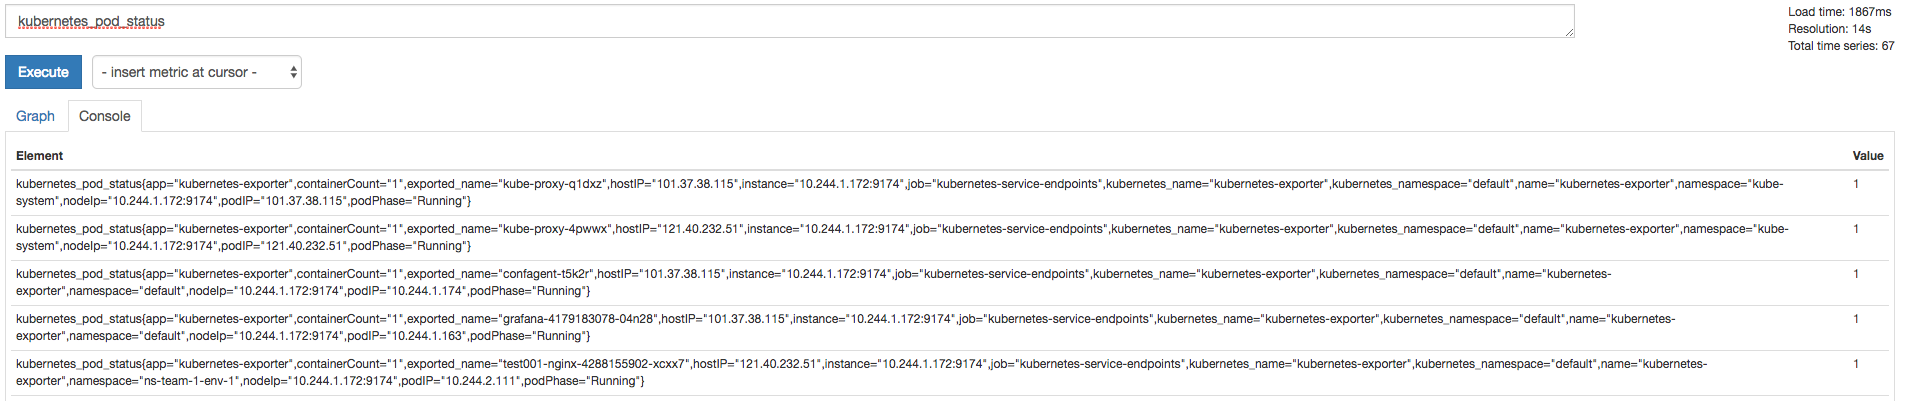 kubernetes_pod_status
Load time: 1867ms
Resolution: 14s
Total time series: 67
Execute
- insert metric at cursor -
Graph
Console
Element
Value
kubernetes_pod_status{app="kubernetes-exporter",containerCount="1",exported_name="kube-proxy-q1dxz",hostIP="101.37.38.115",instance="10.244.1.172:9174",job="kubernetes-service-endpoints",kubernetes_name="kubernetes-exporter",kubernetes_namespace="default",name="kubernetes-exporter",namespace="kube-
system",nodeIp="10.244.1.172:9174",podIP="101.37.38.115",podPhase="Running"}
1
kubernetes_pod_status{app="kubernetes-exporter",containerCount="1",exported_name="kube-proxy-4pwwx",hostIP="121.40.232.51",instance="10.244.1.172:9174",job="kubernetes-service-endpoints",kubernetes_name="kubernetes-exporter",kubernetes_namespace="default",name="kubernetes-exporter",namespace="kube-
system",nodeIp="10.244.1.172:9174",podIP="121.40.232.51",podPhase="Running"}
1
kubernetes_pod_status{app="kubernetes-exporter",containerCount="1",exported_name="confagent-t5k2r",hostIP="101.37.38.115",instance="10.244.1.172:9174",job="kubernetes-service-endpoints",kubernetes_name="kubernetes-exporter",kubernetes_namespace="default",name="kubernetes-
exporter",namespace="default",nodeIp="10.244.1.172:9174",podIP="10.244.1.174",podPhase="Running"}
1
kubernetes_pod_status{app="kubernetes-exporter",containerCount="1",exported_name="grafana-4179183078-04n28",hostIP="101.37.38.115",instance="10.244.1.172:9174",job="kubernetes-service-endpoints",kubernetes_name="kubernetes-exporter",kubernetes_namespace="default",name="kubernetes-
exporter",namespace="default",nodeIp="10.244.1.172:9174",podIP="10.244.1.163",podPhase="Running"}
1
kubernetes_pod_status{app="kubernetes-exporter",containerCount="1",exported_name="test001-nginx-4288155902-xcxx7",hostIP="121.40.232.51",instance="10.244.1.172:9174",job="kubernetes-service-endpoints",kubernetes_name="kubernetes-exporter",kubernetes_namespace="default",name="kubernetes-
exporter",namespace="ns-team-1-env-1",nodeIp="10.244.1.172:9174",podIP="10.244.2.111",podPhase="Running"}
1